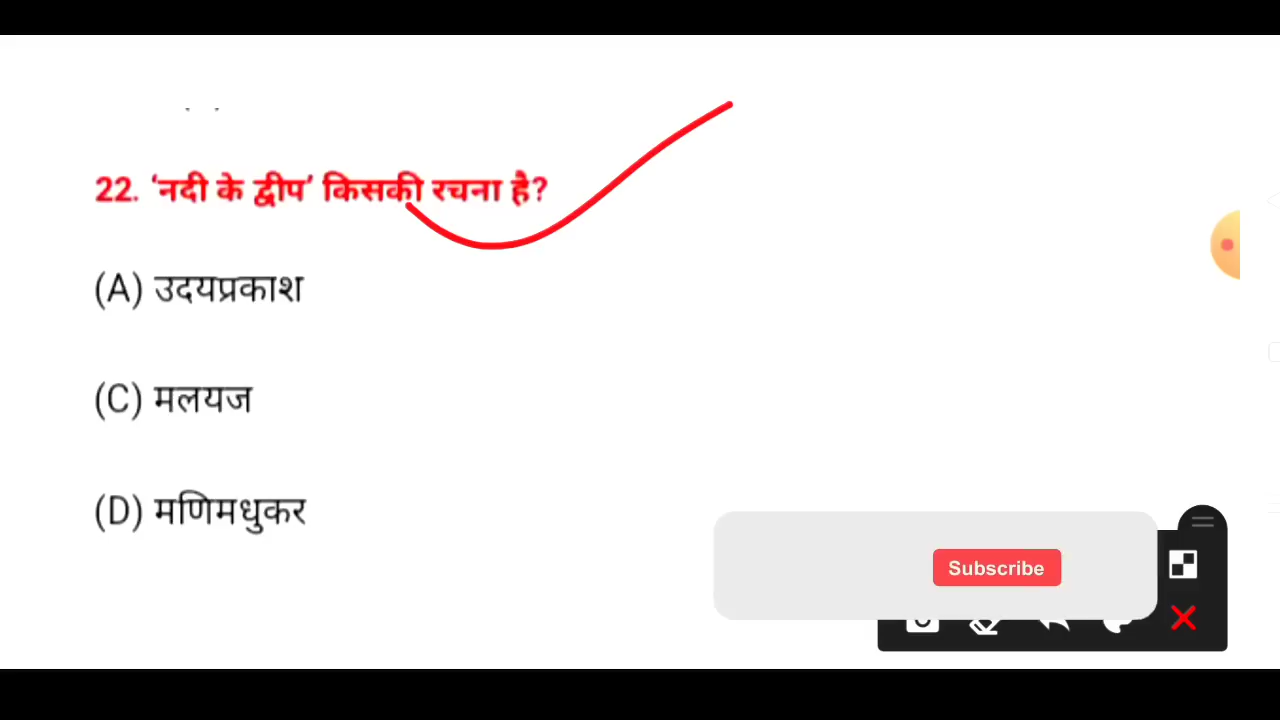 22. ‘नदी के द्वीप’ किसकी रचना है?
(A) उदयप्रकाश
(C) मलयज
(D) मणिमधुकर
Subscribe